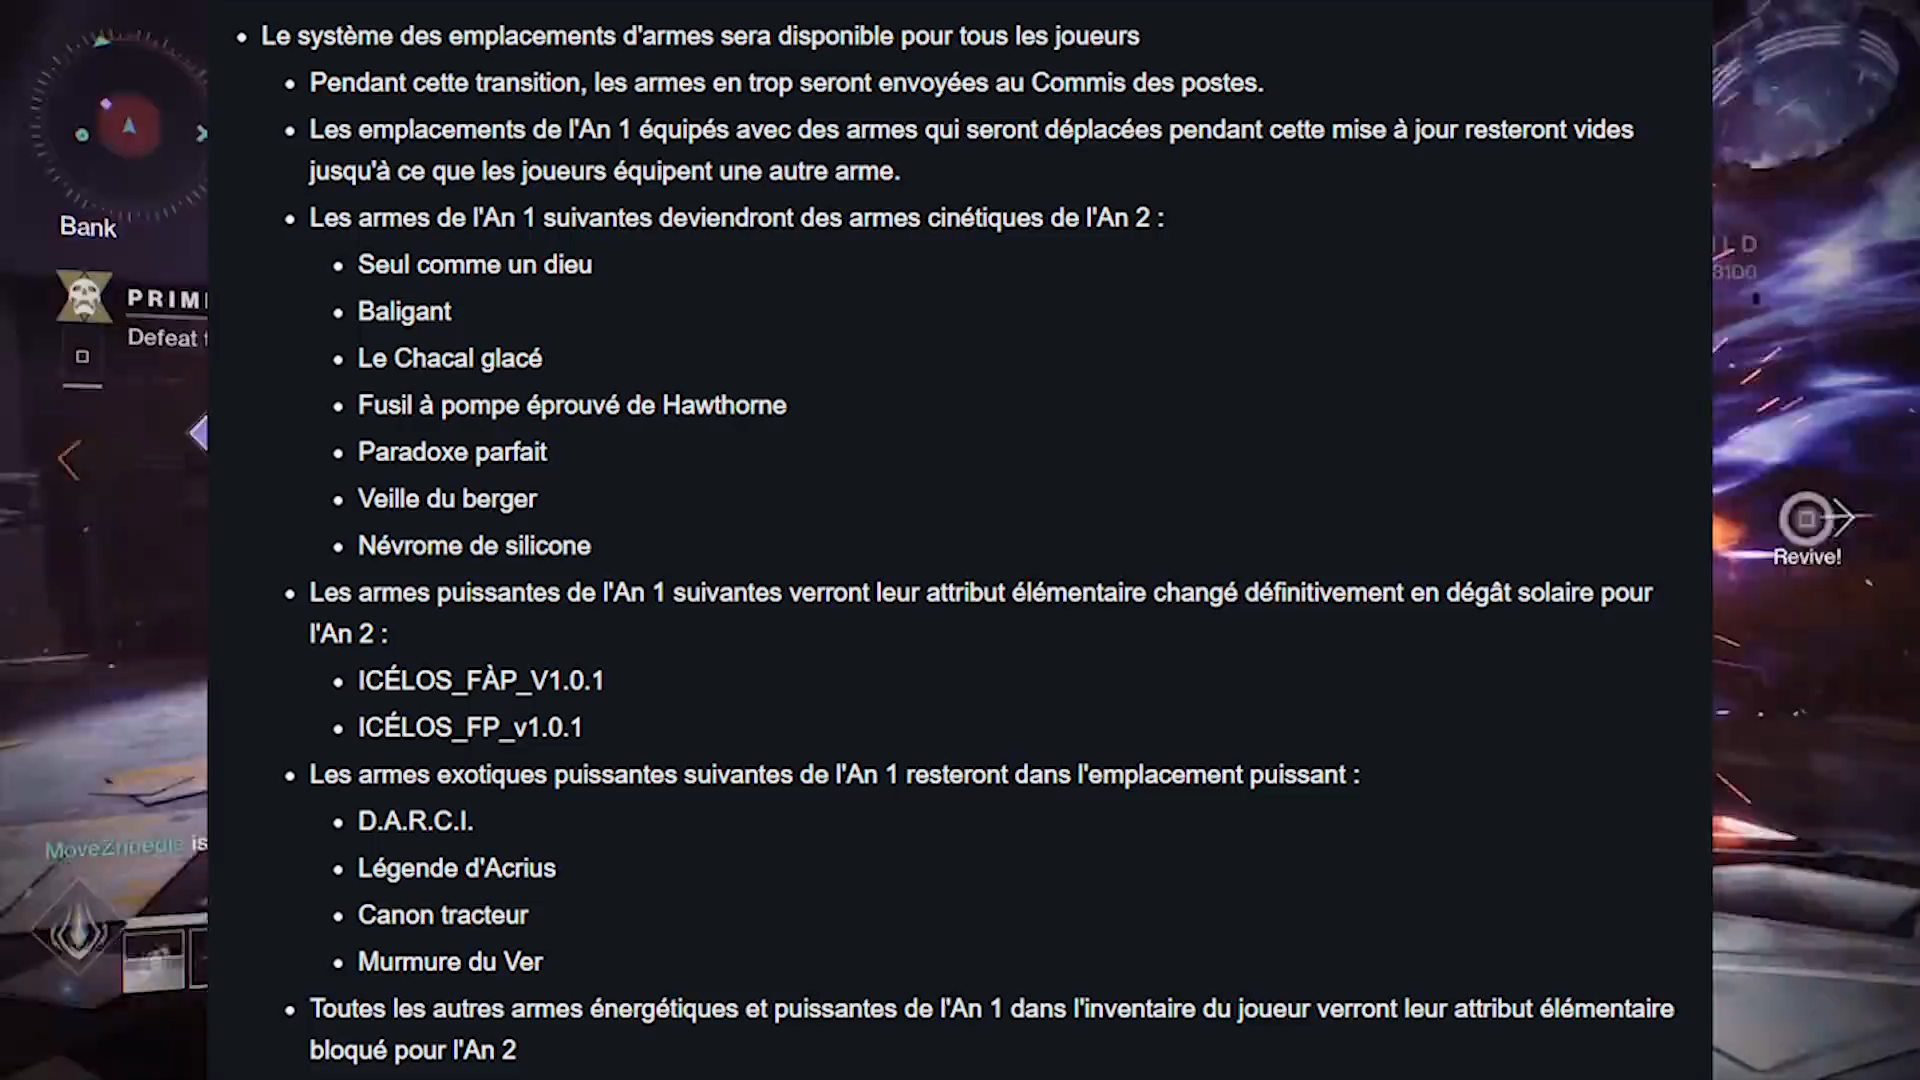 Le système des emplacements d'armes sera disponible pour tous les joueurs
Pendant cette transition, les armes en trop seront envoyées au Commis des postes.
Les emplacements de l'An 1 équipés avec des armes qui seront déplacées pendant cette mise à jour resteront vides
jusqu'à ce que les joueurs équipent une autre arme.
Bank
Les armes de l'An 1 suivantes deviendront des armes cinétiques de l'An 2 :
Seul comme un dieu
PRIM
Baligant
Defeat
Le Chacal glacé
Fusil à pompe éprouvé de Hawthorne
Paradoxe parfait
Veille du berger
Névrome de silicone
Revive!
Les armes puissantes de l'An 1 suivantes verront leur attribut élémentaire changé définitivement en dégât solaire pour
l'An 2 :
ICÉLOS_FÀP_V1.0.1
ICÉLOS_FP_v1.0.1
Les armes exotiques puissantes suivantes de l'An 1 resteront dans l'emplacement puissant :
D.A.R.C.I.
is
Légende d'Acrius
Canon tracteur
Murmure du Ver
Toutes les autres armes énergétiques et puissantes de l'An 1 dans l'inventaire du joueur verront leur attribut élémentaire
bloqué pour l'An 2